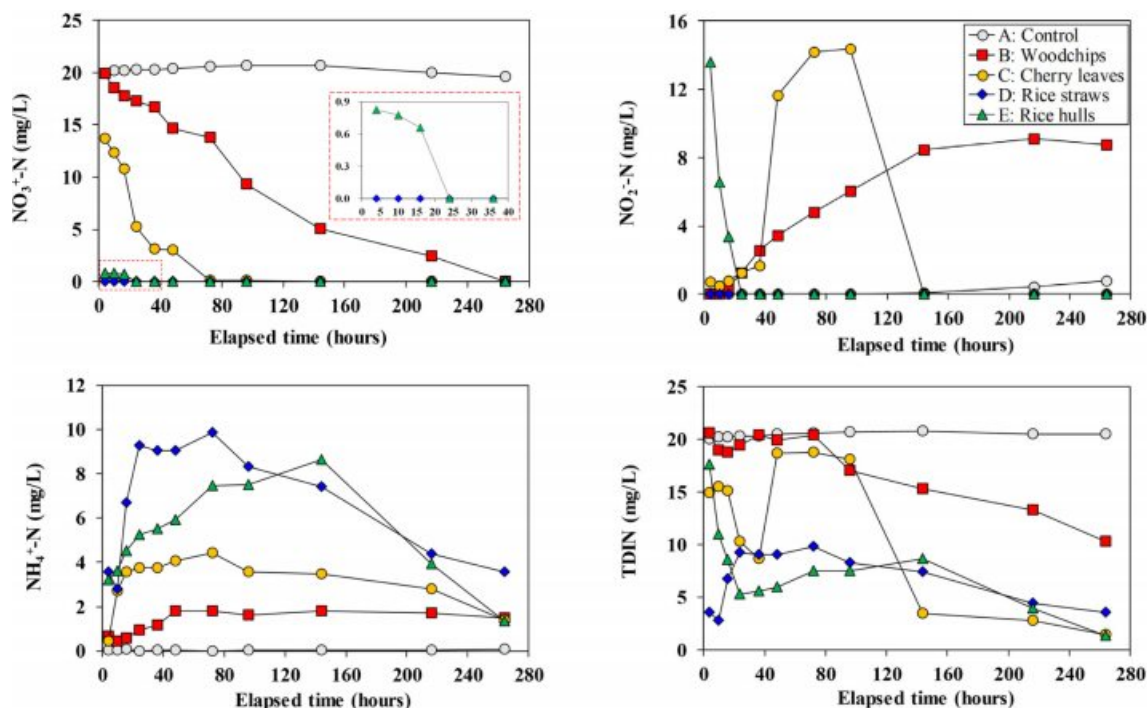 25
20
15
10
5
0
NO₃⁺-N (mg/L)
0.9
0.6
0.3
0.0
0 5 10 15 20 25 30 35 40
0 40 80 120 160 200 240 280
Elapsed time (hours)
16
12
8
4
0
NO₂⁻-N (mg/L)
A: Control
B: Woodchips
C: Cherry leaves
D: Rice straws
E: Rice hulls
0 40 80 120 160 200 240 280
Elapsed time (hours)
12
10
8
6
4
2
0
NH₄⁺-N (mg/L)
0 40 80 120 160 200 240 280
Elapsed time (hours)
25
20
15
10
5
0
TDIN (mg/L)
0 40 80 120 160 200 240 280
Elapsed time (hours)